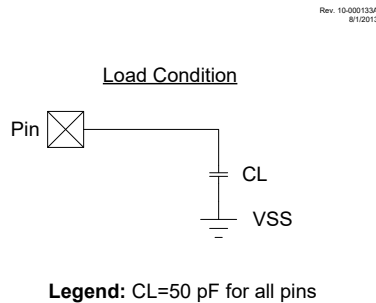 Rev. 10-000133A
8/1/2013
Load Condition
Pin
CL
VSS
Legend: CL=50 pF for all pins